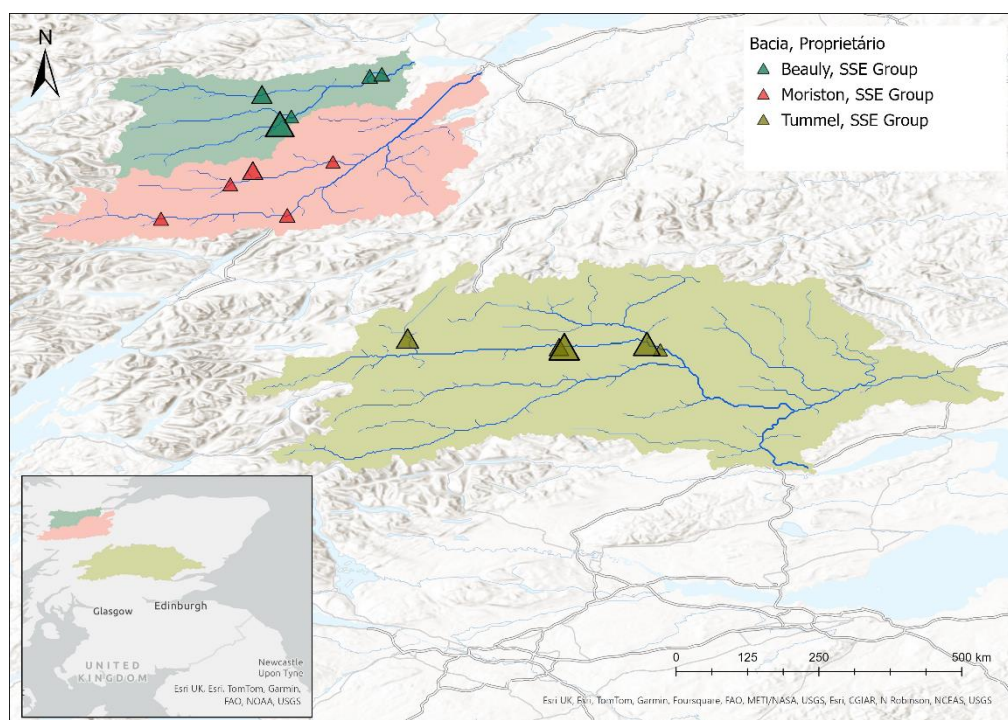 N
Bacia, Proprietário
Beauly, SSE Group
Moriston, SSE Group
Tummel, SSE Group
Glasgow
Edinburgh
UNITED
KINGDOM
Newcastle
Upon Tyne
Esri UK, Esri, TomTom, Garmin,
FAO, NOAA, USGS
0 125 250 500 km
Esri UK, Esri, TomTom, Garmin, Foursquare, FAO, METI/NASA, USGS, Esri, CGIAR, N Robinson, NCEAS, USGS